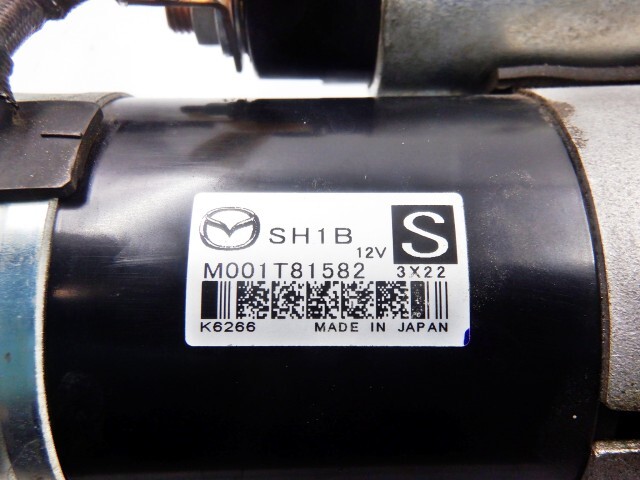 SH1B 12V S
M001T81582 3X22
K6266 MADE IN JAPAN